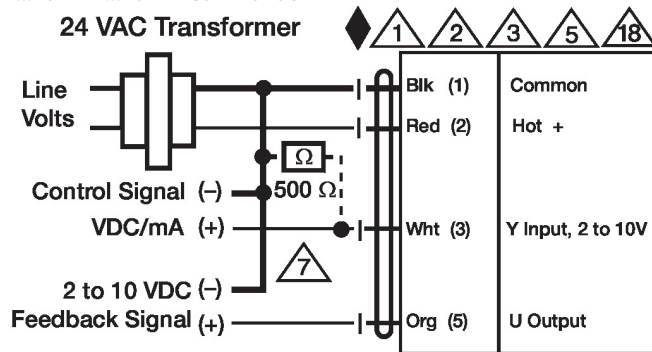 24 VAC Transformer
1 2 3 5 18
Line
Volts
Blk (1) Common
Red (2) Hot +
Ω
500 Ω
Control Signal (-)
VDC/mA (+)
Wht (3) Y Input, 2 to 10V
7
2 to 10 VDC (-)
Feedback Signal (+)
Org (5) U Output